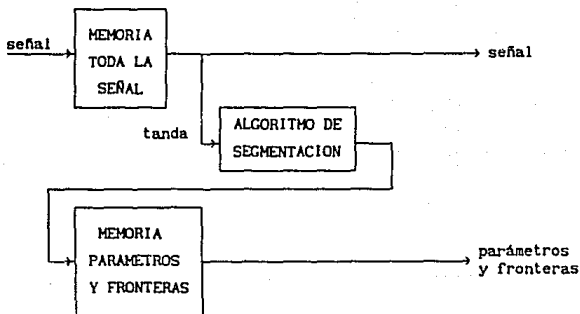 señal
MEMORIA
TODA LA
SEÑAL
señal
tanda
ALGORITMO DE
SEGMENTACION
MEMORIA
PARAMETROS
Y FRONTERAS
parámetros
y fronteras